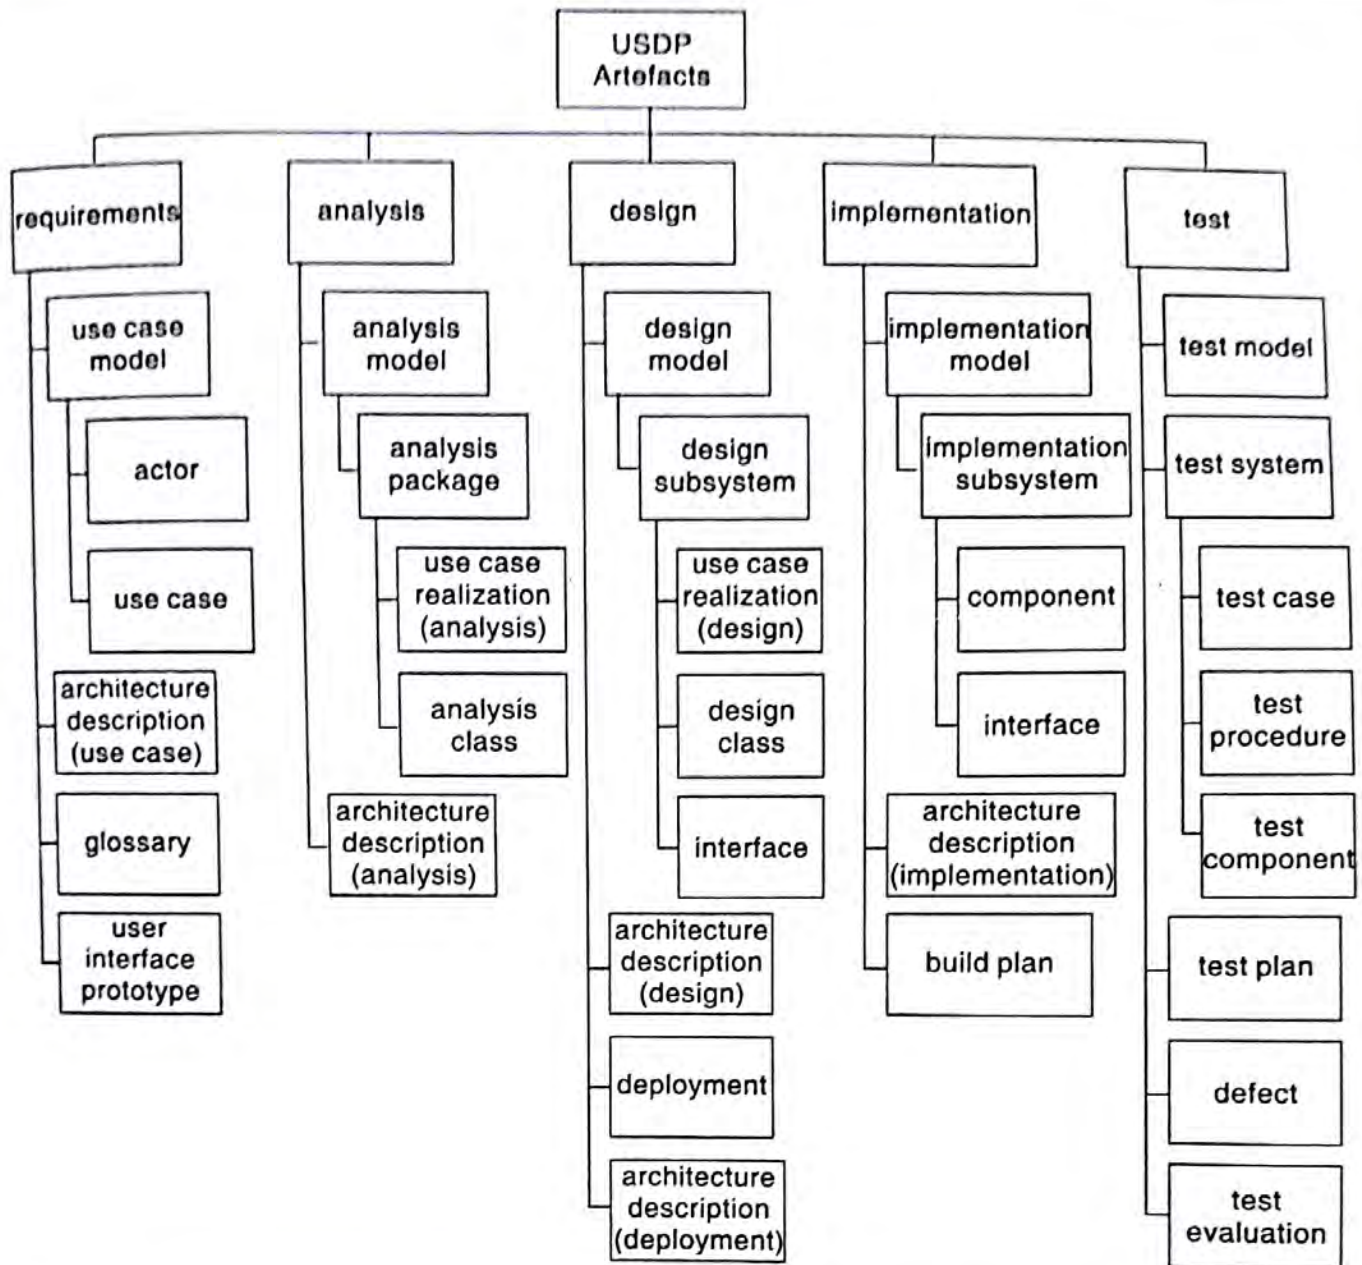 USDP
Artefacts
requirements
use case
model
actor
use case
architecture
description
(use case)
glossary
user
interface
prototype
analysis
analysis
model
analysis
package
use case
realization
(analysis)
analysis
class
architecture
description
(analysis)
design
design
model
design
subsystem
use case
realization
(design)
design
class
interface
architecture
description
(design)
deployment
architecture
description
(deployment)
implementation
implementation
model
implementation
subsystem
component
interface
architecture
description
(implementation)
build plan
test
test model
test system
test case
test
procedure
test
component
test plan
defect
test
evaluation